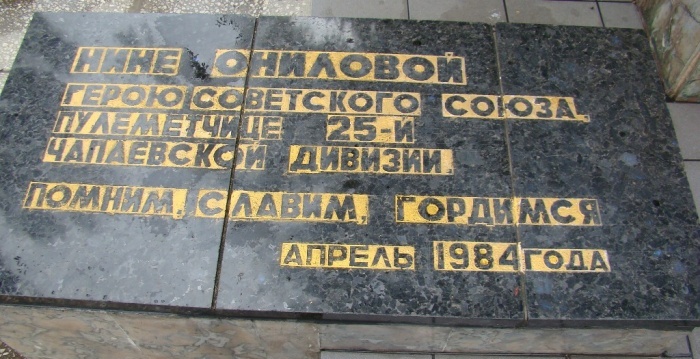 НИНЕ ОНИЛОВОЙ
ГЕРОЮ СОВЕТСКОГО СОЮЗА,
ПУЛЕМЕТЧИЦЕ 25-Й
ЧАПАЕВСКОЙ ДИВИЗИИ.
ПОМНИМ, СЛАВИМ, ГОРДИМСЯ
АПРЕЛЬ 1984 ГОДА